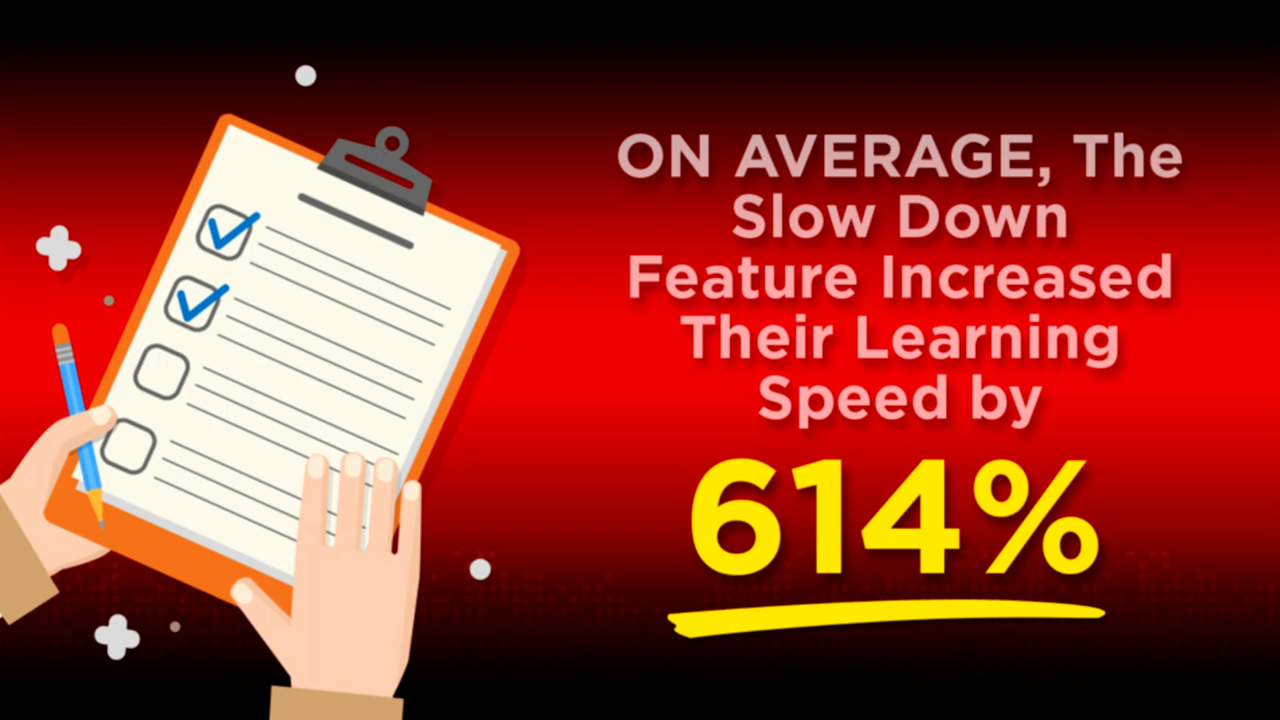 ON AVERAGE, The
Slow Down
Feature Increased
Their Learning
Speed by
614%